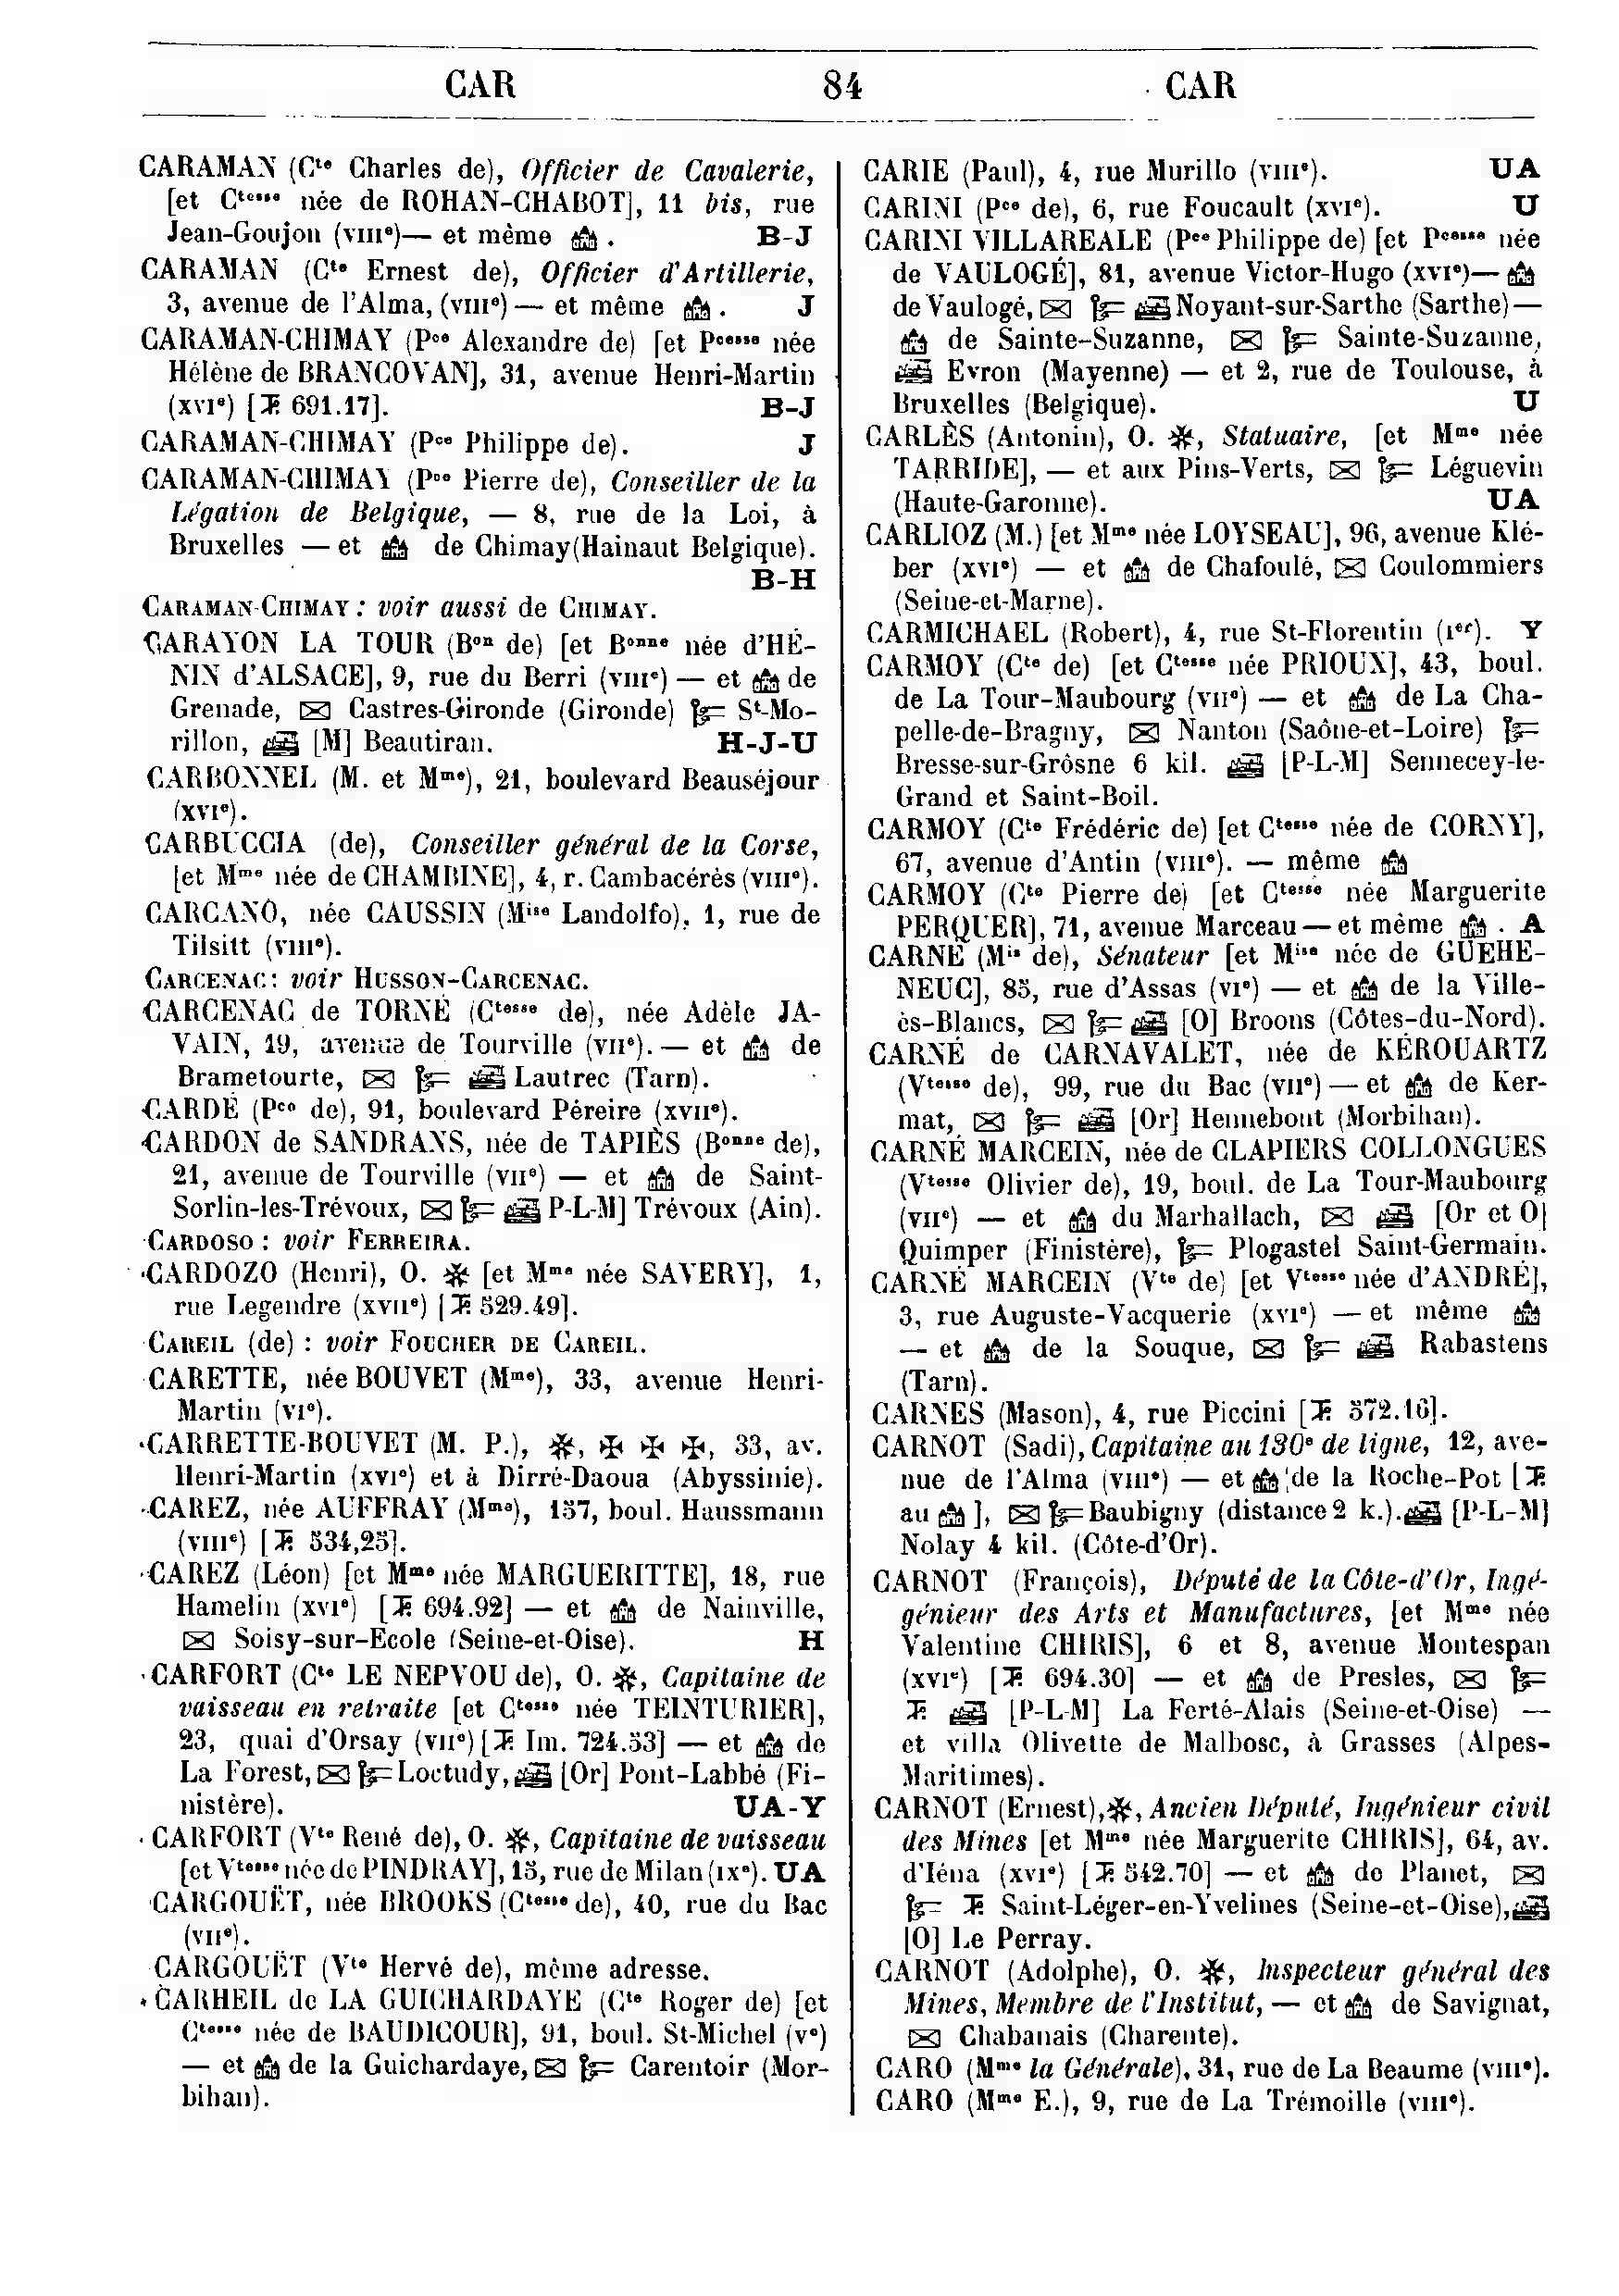 CAR 84 CAR
CARAMAN (Cte Charles de), Officier de Cavalerie,
[et Ctesse née de ROHAN-CHABOT], 11 bis, rue
Jean-Goujon (VIIIe)— et même . B-J
CARAMAN (Cte Ernest de), Officier d'Artillerie,
3, avenue de l'Alma, (VIIIe) — et même . J
CARAMAN-CHIMAY (Pce Alexandre de) [et Pcesse née
Hélène de BRANCOVAN], 31, avenue Henri-Martin
(XVIe) [T. 691.17]. B-J
CARAMAN-CHIMAY (Pce Philippe de). J
CARAMAN-CHIMAY (Pce Pierre de), Conseiller de la
Légation de Belgique, — 8, rue de la Loi, à
Bruxelles — et de Chimay(Hainaut Belgique).
B-H
CARAMAN-CHIMAY : voir aussi de CHIMAY.
CARAYON LA TOUR (Bon de) [et Bonne née d'HÉ-
NIN d'ALSACE], 9, rue du Berri (VIIIe) — et de
Grenade, Castres-Gironde (Gironde) St-Mo-
rillon, [M] Beautiran. H-J-U
CARBONNEL (M. et Mme), 21, boulevard Beauséjour
(XVIe).
CARBUCCIA (de), Conseiller général de la Corse,
[et Mme née de CHAMBINE], 4, r. Cambacérès (VIIIe).
CARCANO, née CAUSSIN (Mise Landolfo), 1, rue de
Tilsitt (VIIIe).
CARCENAC: voir HUSSON-CARCENAC.
CARCENAC de TORNÉ (Ctesse de), née Adèle JA-
VAIN, 19, avenue de Tourville (VIIe). — et de
Brametourte, Lautrec (Tarn).
CARDÉ (Pce de), 91, boulevard Péreire (XVIIe).
CARDON de SANDRANS, née de TAPIÈS (Bonne de),
21, avenue de Tourville (VIIe) — et de Saint-
Sorlin-les-Trévoux, P-L-M] Trévoux (Ain).
CARDOSO : voir FERREIRA.
CARDOZO (Henri), O. ※ [et Mme née SAVERY], 1,
rue Legendre (XVIIe) [T. 529.49].
CAREIL (de) : voir FOUCHER DE CAREIL.
CARETTE, née BOUVET (Mme), 33, avenue Henri-
Martin (VIe).
CARRETTE-BOUVET (M. P.), ※, ✠ ✠ ✠, 33, av.
Henri-Martin (XVIe) et à Dirré-Daoua (Abyssinie).
CAREZ, née AUFFRAY (Mme), 157, boul. Haussmann
(VIIIe) [T. 534,25].
CAREZ (Léon) [et Mme née MARGUERITTE], 18, rue
Hamelin (XVIe) [T. 694.92] — et de Nainville,
Soisy-sur-Ecole (Seine-et-Oise). H
CARFORT (Cte LE NEPVOU de), O. ※, Capitaine de
vaisseau en retraite [et Ctesse née TEINTURIER],
23, quai d'Orsay (VIIe) [T. Im. 724.53] — et de
La Forest, Loctudy, [Or] Pont-Labbé (Fi-
nistère). UA-Y
CARFORT (Vte René de), O. ※, Capitaine de vaisseau
[et Vtesse née de PINDRAY], 15, rue de Milan (IXe). UA
CARGOUËT, née BROOKS (Ctesse de), 40, rue du Bac
(VIIe).
CARGOUËT (Vte Hervé de), même adresse.
CARHEIL de LA GUICHARDAYE (Cte Roger de) [et
Ctesse née de BAUDICOUR], 91, boul. St-Michel (Ve)
— et de la Guichardaye, Carentoir (Mor-
bihan).
CARIE (Paul), 4, rue Murillo (VIIIe). UA
CARINI (Pce de), 6, rue Foucault (XVIe). U
CARINI VILLAREALE (Pce Philippe de) [et Pcesse née
de VAULOGÉ], 81, avenue Victor-Hugo (XVIe)—
de Vaulogé, Noyant-sur-Sarthe (Sarthe) —
de Sainte-Suzanne, Sainte-Suzanne,
Evron (Mayenne) — et 2, rue de Toulouse, à
Bruxelles (Belgique). U
CARLÈS (Antonin), O. ※, Statuaire, [et Mme née
TARRIDE], — et aux Pins-Verts, Léguevin
(Haute-Garonne). UA
CARLIOZ (M.) [et Mme née LOYSEAU], 96, avenue Klé-
ber (XVIe) — et de Chafoulé, Coulommiers
(Seine-et-Marne).
CARMICHAEL (Robert), 4, rue St-Florentin (Ier). Y
CARMOY (Cte de) [et Ctesse née PRIOUX], 43, boul.
de La Tour-Maubourg (VIIe) — et de La Cha-
pelle-de-Bragny, Nanton (Saône-et-Loire)
Bresse-sur-Grôsne 6 kil. [P-L-M] Sennecey-le-
Grand et Saint-Boil.
CARMOY (Cte Frédéric de) [et Ctesse née de CORNY],
67, avenue d'Antin (VIIIe). — même
CARMOY (Cte Pierre de) [et Ctesse née Marguerite
PERQUER], 71, avenue Marceau — et même . A
CARNÉ (Mis de), Sénateur [et Mise née de GUEHE-
NEUC], 85, rue d'Assas (VIe) — et de la Ville-
ès-Blancs, [O] Broons (Côtes-du-Nord).
CARNÉ de CARNAVALET, née de KÉROUARTZ
(Vtesse de), 99, rue du Bac (VIIe) — et de Ker-
mat, [Or] Hennebont (Morbihan).
CARNÉ MARCEIN, née de CLAPIERS COLLONGUES
(Vtesse Olivier de), 19, boul. de La Tour-Maubourg
(VIIe) — et du Marhallach, [Or et O]
Quimper (Finistère), Plogastel Saint-Germain.
CARNÉ MARCEIN (Vte de) [et Vtesse née d'ANDRÉ],
3, rue Auguste-Vacquerie (XVIe) — et même
— et de la Souque, Rabastens
(Tarn).
CARNES (Mason), 4, rue Piccini [T. 572.16].
CARNOT (Sadi), Capitaine au 130e de ligne, 12, ave-
nue de l'Alma (VIIIe) — et de la Roche-Pot [T.
au ], Baubigny (distance 2 k.). [P-L-M]
Nolay 4 kil. (Côte-d'Or).
CARNOT (François), Député de la Côte-d'Or, Ingé-
génieur des Arts et Manufactures, [et Mme née
Valentine CHIRIS], 6 et 8, avenue Montespan
(XVIe) [T. 694.30] — et de Presles,
T. [P-L-M] La Ferté-Alais (Seine-et-Oise) —
et villa Olivette de Malbosc, à Grasses (Alpes-
Maritimes).
CARNOT (Ernest), ※, Ancien Député, Ingénieur civil
des Mines [et Mme née Marguerite CHIRIS], 64, av.
d'Iéna (XVIe) [T. 542.70] — et de Planet,
T. Saint-Léger-en-Yvelines (Seine-et-Oise),
[O] Le Perray.
CARNOT (Adolphe), O. ※, Inspecteur général des
Mines, Membre de l'Institut, — et de Savignat,
Chabanais (Charente).
CARO (Mme la Générale), 31, rue de La Beaume (VIIIe).
CARO (Mme E.), 9, rue de La Trémoille (VIIIe).